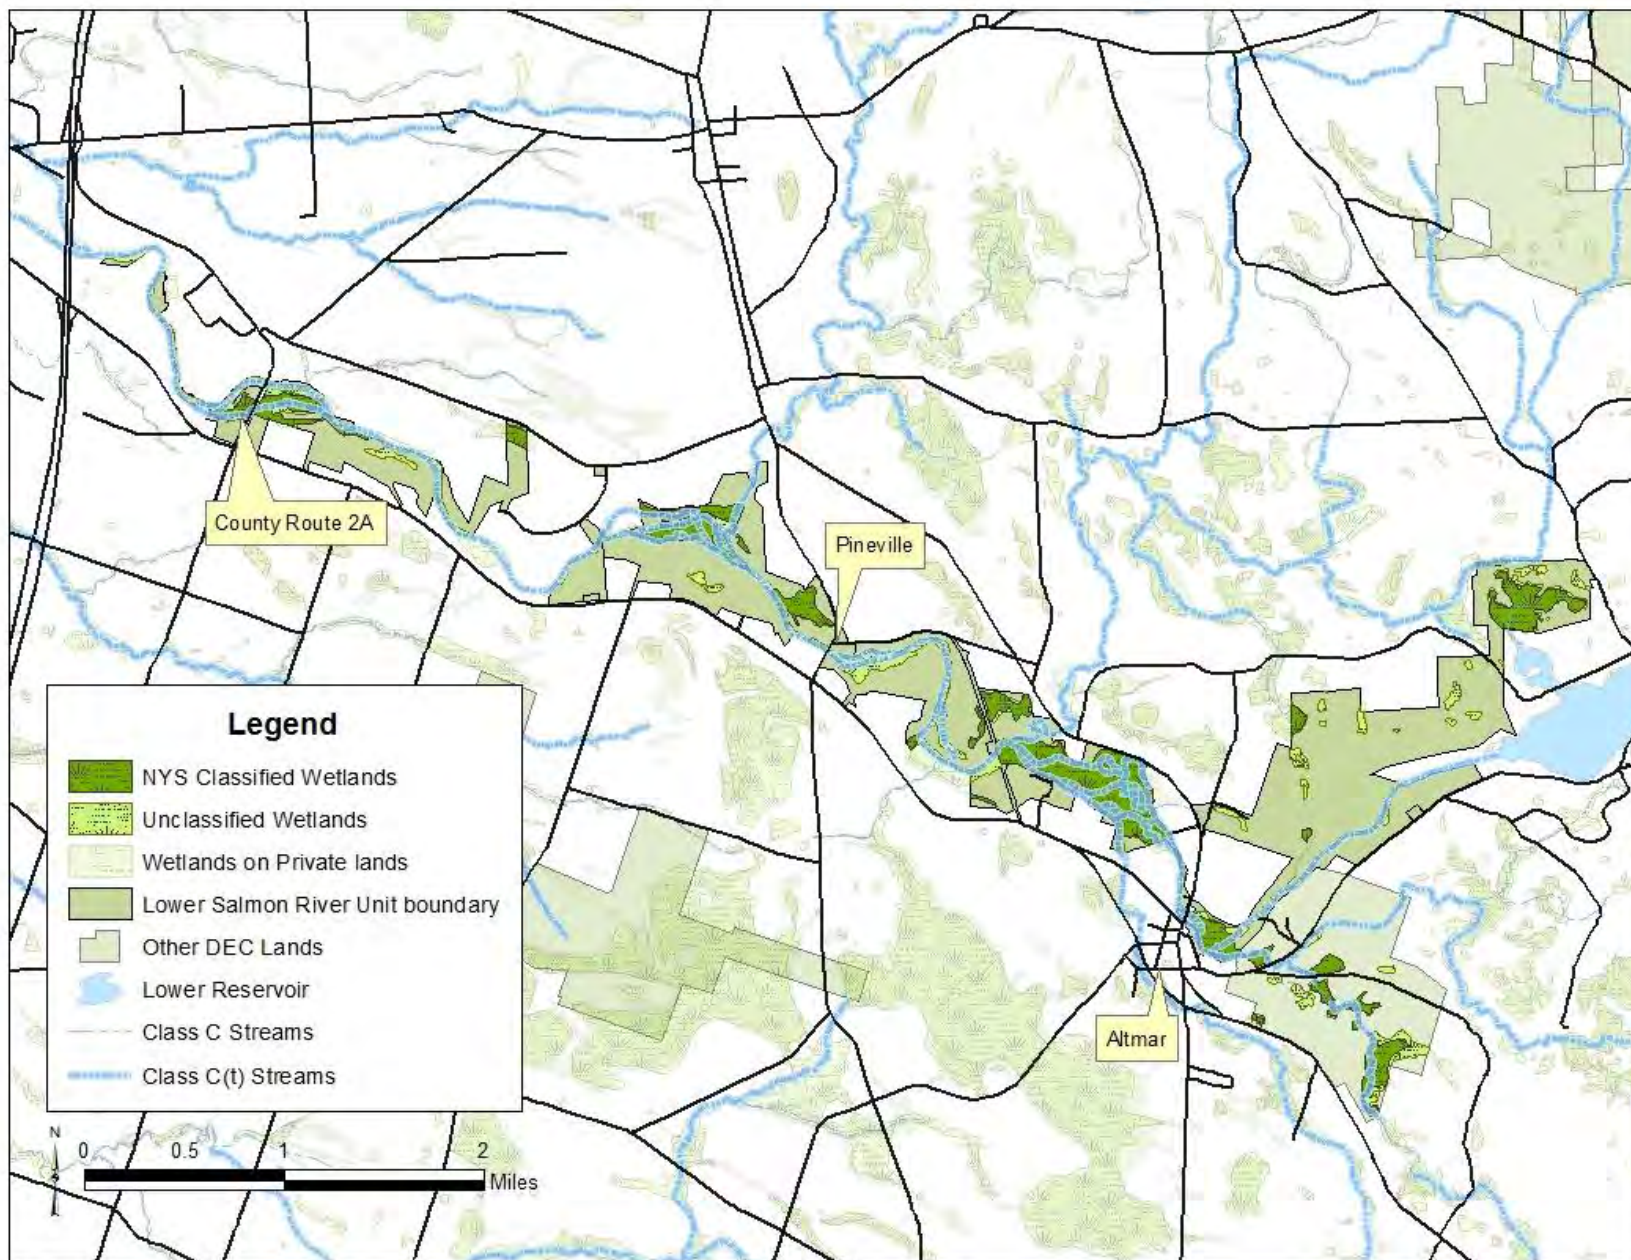 County Route 2A
Pineville
Legend
NYS Classified Wetlands
Unclassified Wetlands
Wetlands on Private lands
Lower Salmon River Unit boundary
Other DEC Lands
Lower Reservoir
Class C Streams
Class C(t) Streams
Altmar
N
0 0.5 1 2
Miles